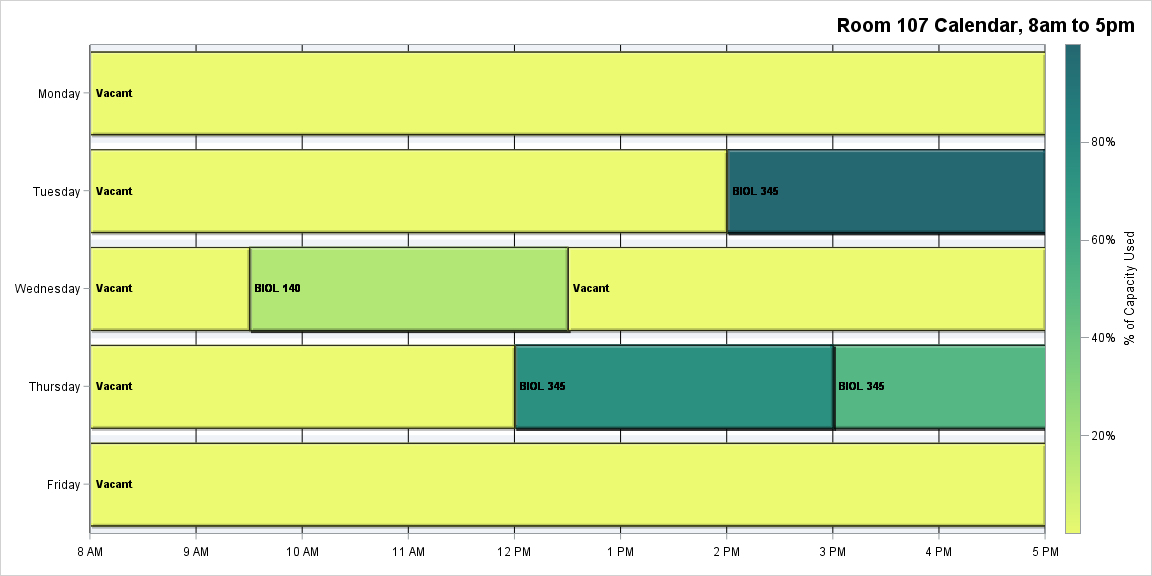 Room 107 Calendar, 8am to 5pm
Monday
Vacant
Tuesday
Vacant
BIOL 345
Wednesday
Vacant
BIOL 140
Vacant
Thursday
Vacant
BIOL 345
BIOL 345
Friday
Vacant
8 AM
9 AM
10 AM
11 AM
12 PM
1 PM
2 PM
3 PM
4 PM
5 PM
80%
60%
40%
20%
% of Capacity Used